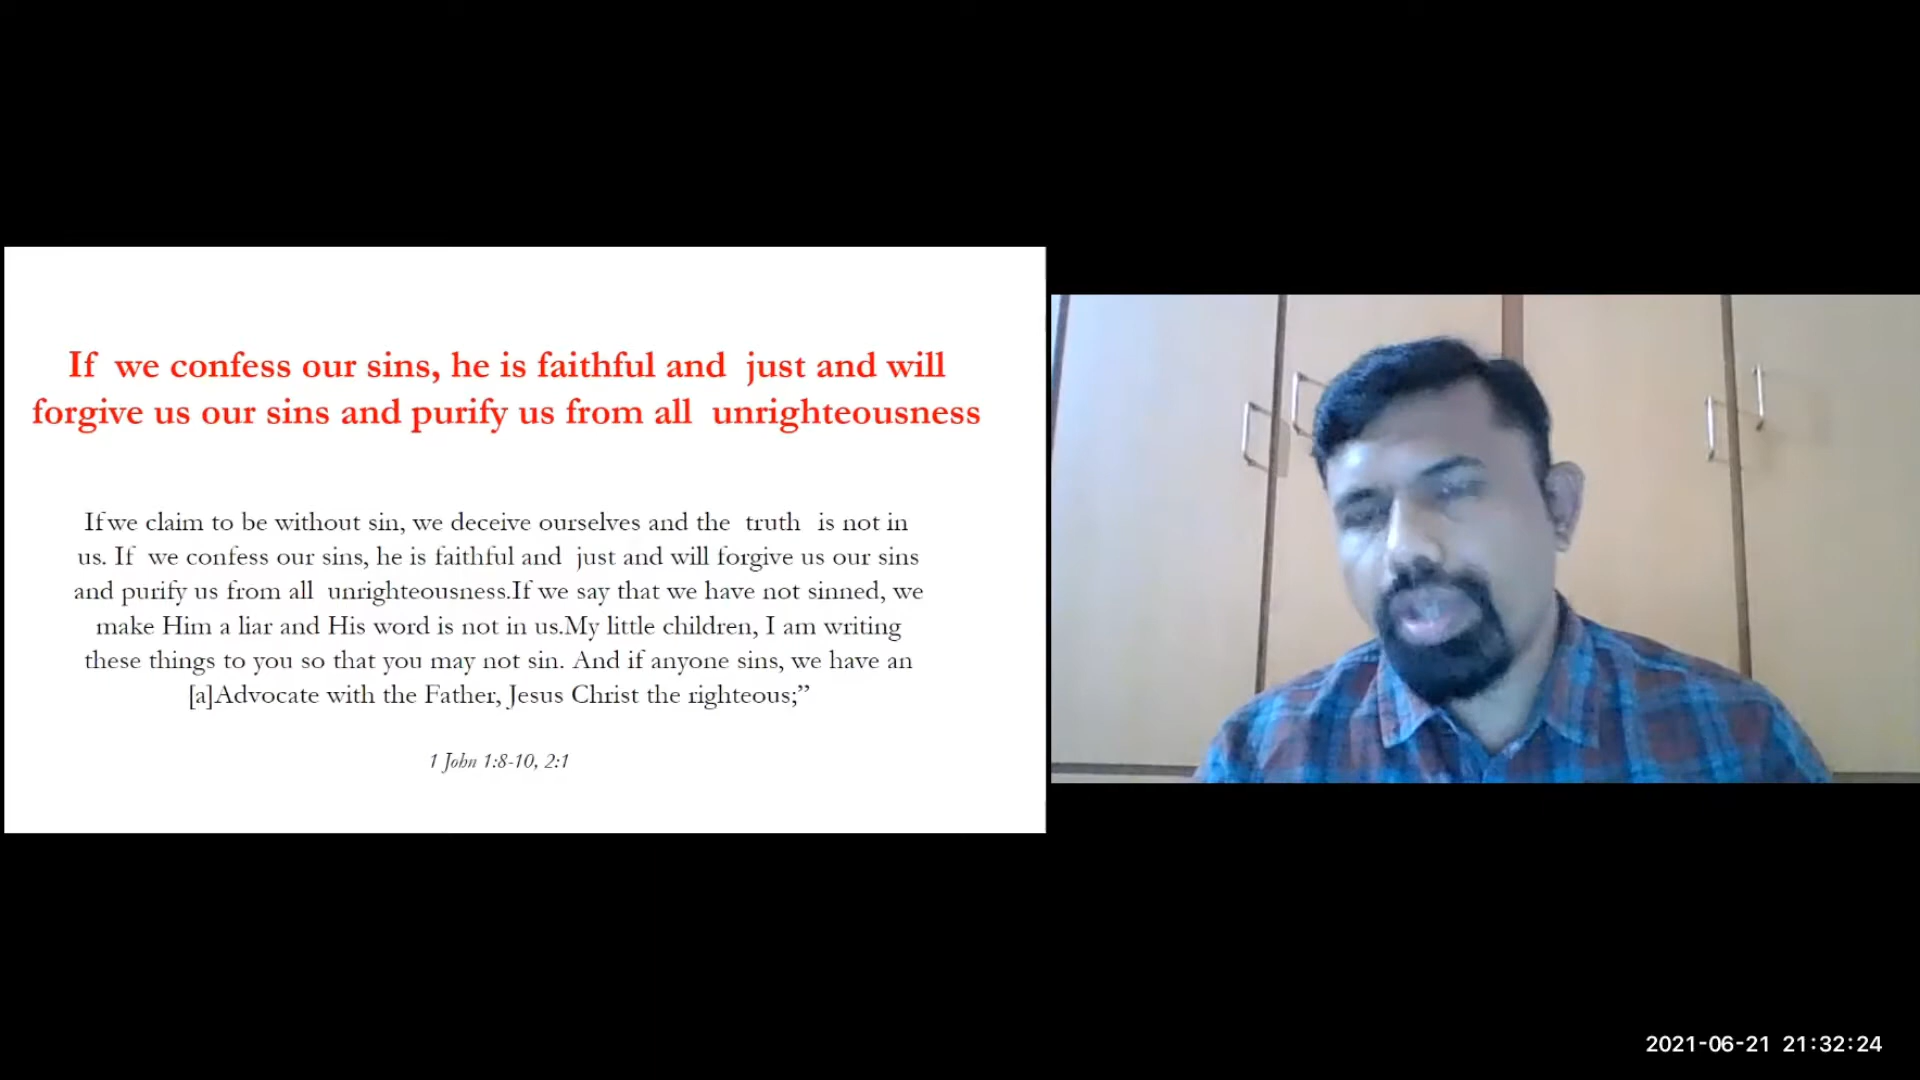 If we confess our sins, he is faithful and just and will
forgive us our sins and purify us from all unrighteousness
If we claim to be without sin, we deceive ourselves and the truth is not in
us. If we confess our sins, he is faithful and just and will forgive us our sins
and purify us from all unrighteousness.If we say that we have not sinned, we
make Him a liar and His word is not in us.My little children, I am writing
these things to you so that you may not sin. And if anyone sins, we have an
[a]Advocate with the Father, Jesus Christ the righteous;”
1 John 1:8-10, 2:1
2021-06-21 21:32:24